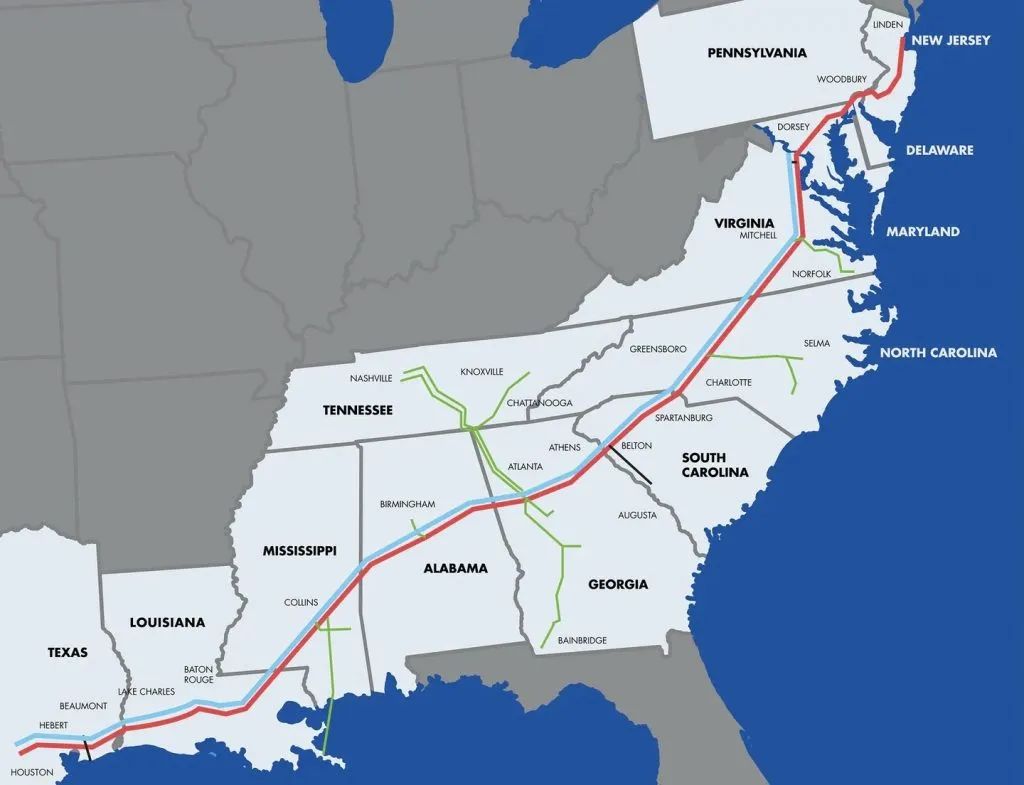 LINDEN
NEW JERSEY
PENNSYLVANIA
WOODBURY
DORSEY
DELAWARE
VIRGINIA
MITCHELL
MARYLAND
NORFOLK
GREENSBORO
SELMA
NORTH CAROLINA
NASHVILLE
KNOXVILLE
CHARLOTTE
TENNESSEE
CHATTANOOGA
SPARTANBURG
ATHENS
BELTON
ATLANTA
SOUTH
CAROLINA
BIRMINGHAM
AUGUSTA
MISSISSIPPI
ALABAMA
GEORGIA
COLLINS
LOUISIANA
BAINBRIDGE
TEXAS
BATON
ROUGE
LAKE CHARLES
BEAUMONT
HEBERT
HOUSTON